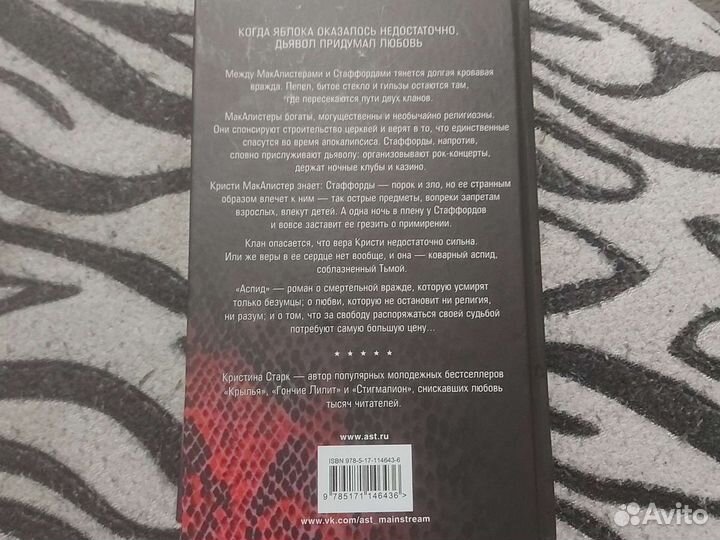 КОГДА ЯБЛОКА ОКАЗАЛОСЬ НЕДОСТАТОЧНО,
ДЬЯВОЛ ПРИДУМАЛ ЛЮБОВЬ
Между МакАлистерами и Стаффордами тянется долгая кровавая
вражда. Пепел, битое стекло и гильзы остаются там,
где пересекаются пути двух кланов.
МакАлистеры богаты, могущественны и необычайно религиозны.
Они спонсируют строительство церквей и верят в то, что единственные
спасутся во время апокалипсиса. Стаффорды, напротив,
словно прислуживают дьяволу: организовывают рок-концерты,
держат ночные клубы и казино.
Кристи МакАлистер знает: Стаффорды — порок и зло, но ее странным
образом влечет к ним — так острые предметы, вопреки запретам
взрослых, влекут детей. А одна ночь в плену у Стаффордов
и вовсе заставит ее грезить о примирении.
Клан опасается, что вера Кристи недостаточно сильна.
Или же веры в ее сердце нет вообще, и она — коварный аспид,
соблазненный Тьмой.
«Аспид» — роман о смертельной вражде, которую усмирят
только безумцы; о любви, которую не остановит ни религия,
ни разум; и о том, что за свободу распоряжаться своей судьбой
потребуют самую большую цену...
★ ★ ★ ★ ★
Кристина Старк — автор популярных молодежных бестселлеров
«Крылья», «Гончие Лилит» и «Стигмалион», снискавших любовь
тысяч читателей.
www.ast.ru
ISBN 978-5-17-114643-6
9 785171 146436 >
www.vk.com/ast_mainstream
Avito